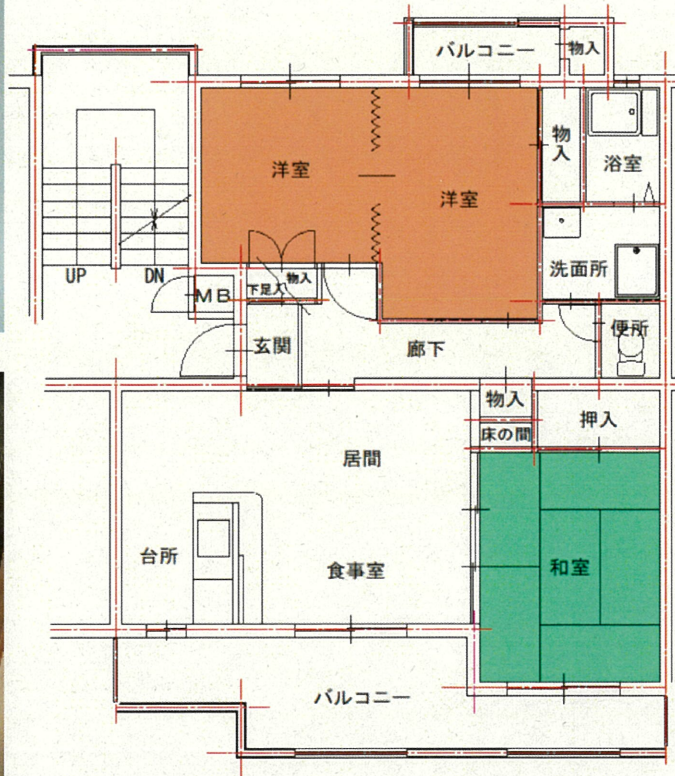 バルコニー
物入
洋室
洋室
物入
浴室
洗面所
UP
DN
MB
下足入
物入
玄関
廊下
便所
物入
床の間
押入
居間
台所
食事室
和室
バルコニー